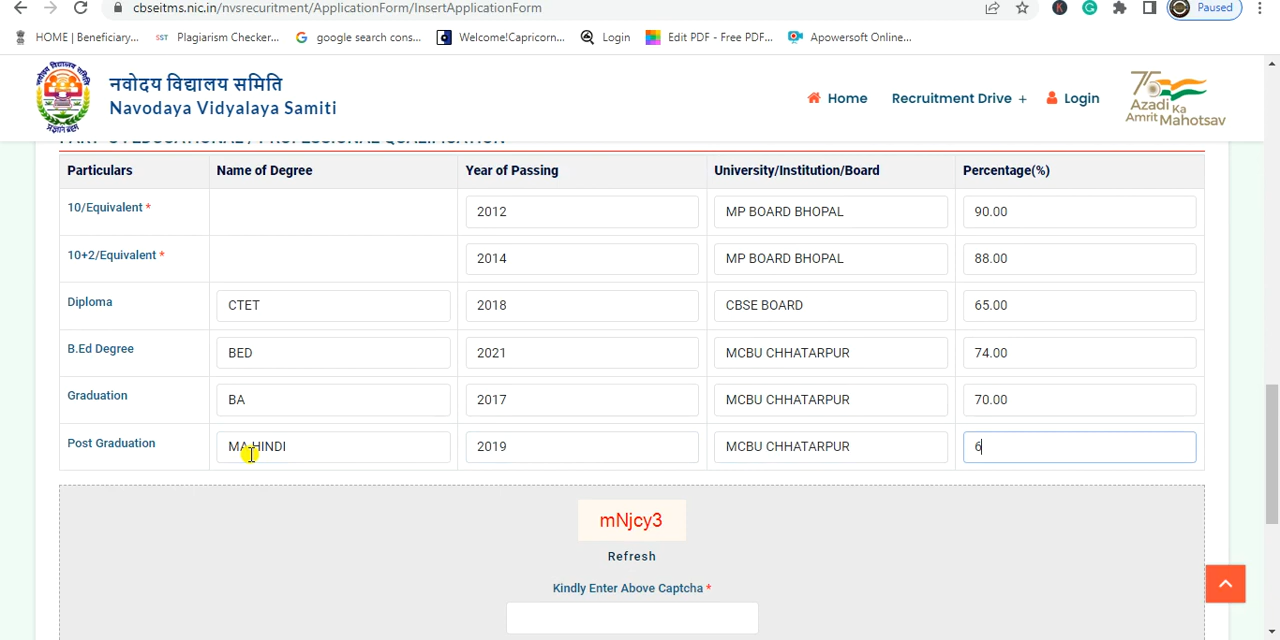 cbseitms.nic.in/nvsrecuritment/ApplicationForm/InsertApplicationForm
Paused
HOME | Beneficiary... SST Plagiarism Checker... google search cons... Welcome!Capricorn... Login Edit PDF - Free PDF... Apowersoft Online...
नवोदय विद्यालय समिति
Navodaya Vidyalaya Samiti
Home Recruitment Drive + Login
75 Azadi Ka Amrit Mahotsav
Particulars Name of Degree Year of Passing University/Institution/Board Percentage(%)
10/Equivalent * 2012 MP BOARD BHOPAL 90.00
10+2/Equivalent * 2014 MP BOARD BHOPAL 88.00
Diploma CTET 2018 CBSE BOARD 65.00
B.Ed Degree BED 2021 MCBU CHHATARPUR 74.00
Graduation BA 2017 MCBU CHHATARPUR 70.00
Post Graduation MA HINDI 2019 MCBU CHHATARPUR 6
mNjcy3
Refresh
Kindly Enter Above Captcha *